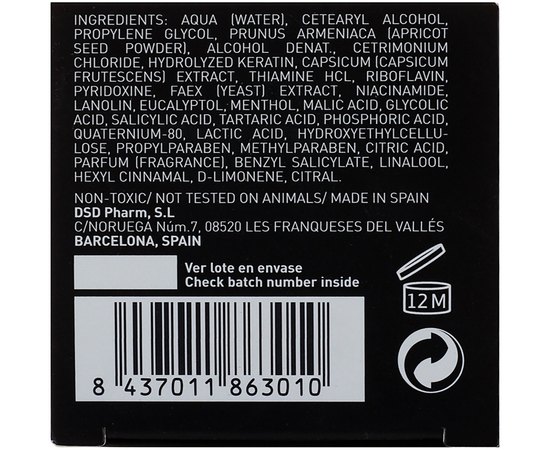 INGREDIENTS: AQUA (WATER), CETEARYL ALCOHOL,
PROPYLENE GLYCOL, PRUNUS ARMENIACA (APRICOT
SEED POWDER), ALCOHOL DENAT., CETRIMONIUM
CHLORIDE, HYDROLYZED KERATIN, CAPSICUM (CAPSICUM
FRUTESCENS) EXTRACT, THIAMINE HCL, RIBOFLAVIN,
PYRIDOXINE, FAEX (YEAST) EXTRACT, NIACINAMIDE,
LANOLIN, EUCALYPTOL, MENTHOL, MALIC ACID, GLYCOLIC
ACID, SALICYLIC ACID, TARTARIC ACID, PHOSPHORIC ACID,
QUATERNIUM-80, LACTIC ACID, HYDROXYETHYLCELLU-
LOSE, PROPYLPARABEN, METHYLPARABEN, CITRIC ACID,
PARFUM (FRAGRANCE), BENZYL SALICYLATE, LINALOOL,
HEXYL CINNAMAL, D-LIMONENE, CITRAL.
NON-TOXIC/ NOT TESTED ON ANIMALS/ MADE IN SPAIN
DSD Pharm, S.L
C/NORUEGA Núm.7, 08520 LES FRANQUESES DEL VALLÉS
BARCELONA, SPAIN
Ver lote en envase
Check batch number inside
12M
8 437011 863010